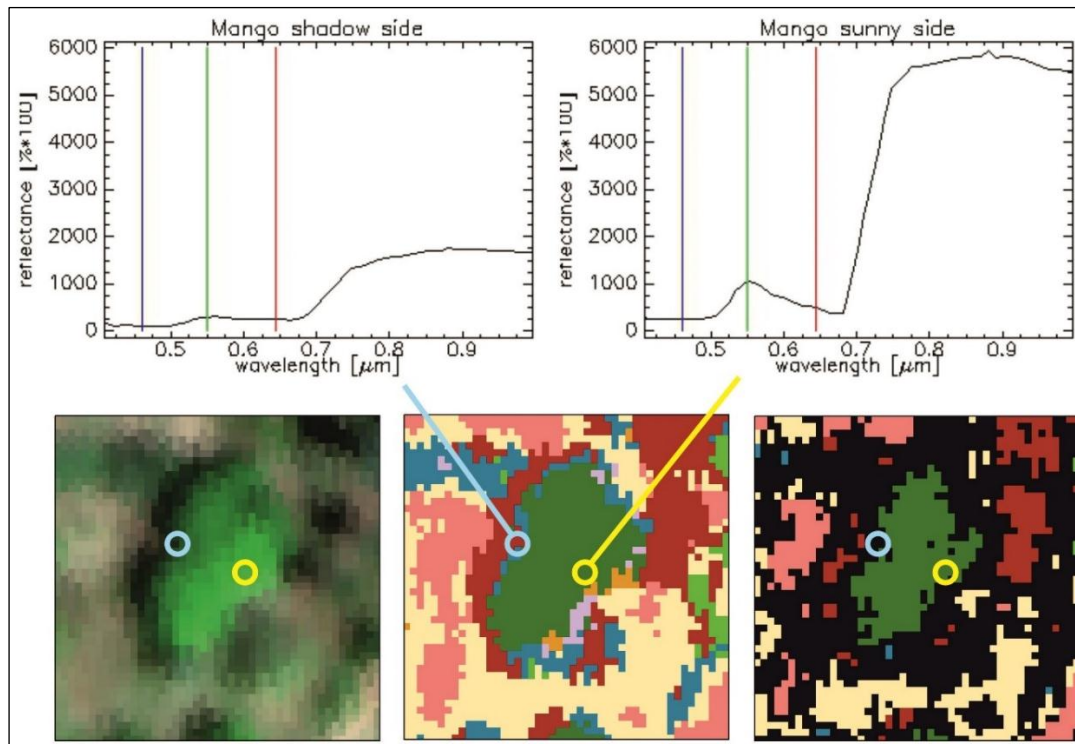 Mango shadow side
6000
5000
4000
3000
2000
1000
0
reflectance [%*100]
0.5 0.6 0.7 0.8 0.9
wavelength [μm]
Mango sunny side
6000
5000
4000
3000
2000
1000
0
reflectance [%*100]
0.5 0.6 0.7 0.8 0.9
wavelength [μm]